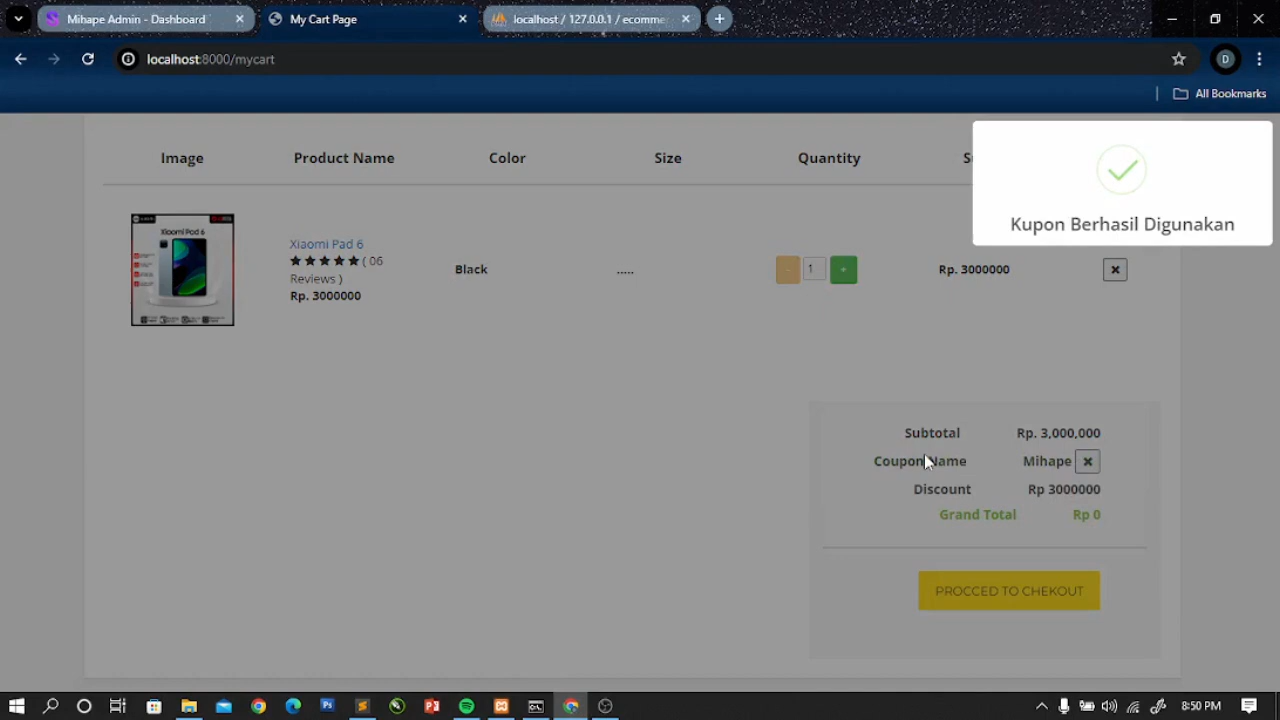 Mihape Admin - Dashboard
My Cart Page
localhost / 127.0.0.1 / ecomme
localhost:8000/mycart
D
All Bookmarks
Image
Product Name
Color
Size
Quantity
S
Kupon Berhasil Digunakan
Xiaomi Pad 6
Xiaomi Pad 6
( 06
Reviews )
Rp. 3000000
Black
.....
-
1
+
Rp. 3000000
Subtotal
Rp. 3,000,000
Coupon Name
Mihape
Discount
Rp 3000000
Grand Total
Rp 0
PROCCED TO CHEKOUT
8:50 PM